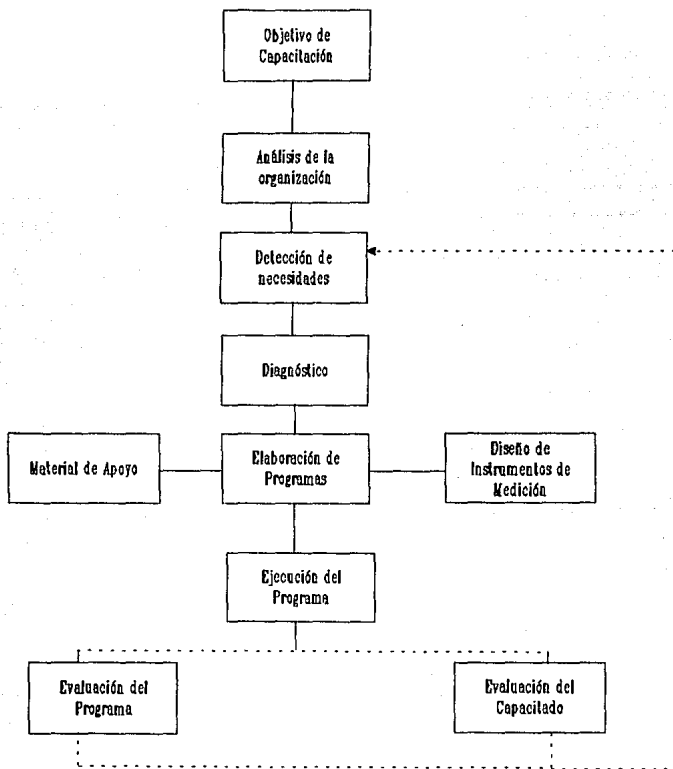 Objetivo de
Capacitación
Análisis de la
organización
Detección de
necesidades
Diagnóstico
Material de Apoyo
Elaboración de
Programas
Diseño de
Instrumentos de
Medición
Ejecución del
Programa
Evaluación del
Programa
Evaluación del
Capacitado